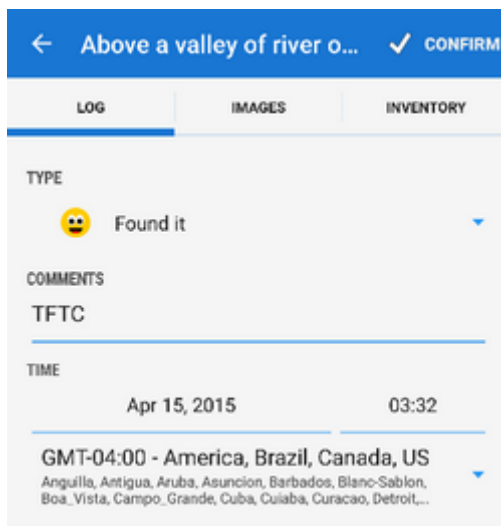 Above a valley of river o... CONFIRM
LOG IMAGES INVENTORY
TYPE
Found it
COMMENTS
TFTC
TIME
Apr 15, 2015 03:32
GMT-04:00 - America, Brazil, Canada, US
Anguilla, Antigua, Aruba, Asuncion, Barbados, Blanc-Sablon,
Boa_Vista, Campo_Grande, Cuba, Cuiaba, Curacao, Detroit,...